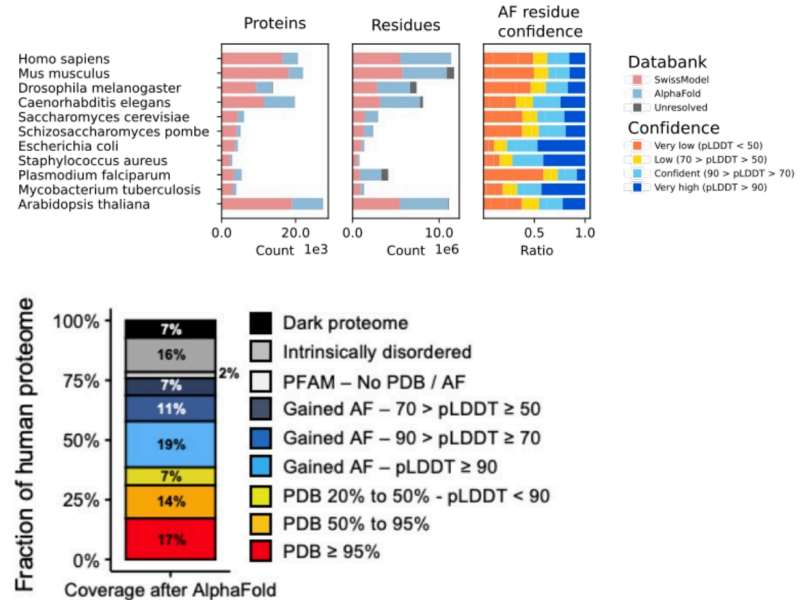 Proteins
Residues
AF residue
confidence
Homo sapiens
Mus musculus
Drosophila melanogaster
Caenorhabditis elegans
Saccharomyces cerevisiae
Schizosaccharomyces pombe
Escherichia coli
Staphylococcus aureus
Plasmodium falciparum
Mycobacterium tuberculosis
Arabidopsis thaliana
0.0 20.0
Count 1e3
0.0 10.0
Count 1e6
0.5 1.0
Ratio
Databank
SwissModel
AlphaFold
Unresolved
Confidence
Very low (pLDDT < 50)
Low (70 > pLDDT > 50)
Confident (90 > pLDDT > 70)
Very high (pLDDT > 90)
Fraction of human proteome
100%
75%
50%
25%
0%
7%
16%
2%
7%
11%
19%
7%
14%
17%
Coverage after AlphaFold
Dark proteome
Intrinsically disordered
PFAM – No PDB / AF
Gained AF – 70 > pLDDT ≥ 50
Gained AF – 90 > pLDDT ≥ 70
Gained AF – pLDDT ≥ 90
PDB 20% to 50% - pLDDT < 90
PDB 50% to 95%
PDB ≥ 95%